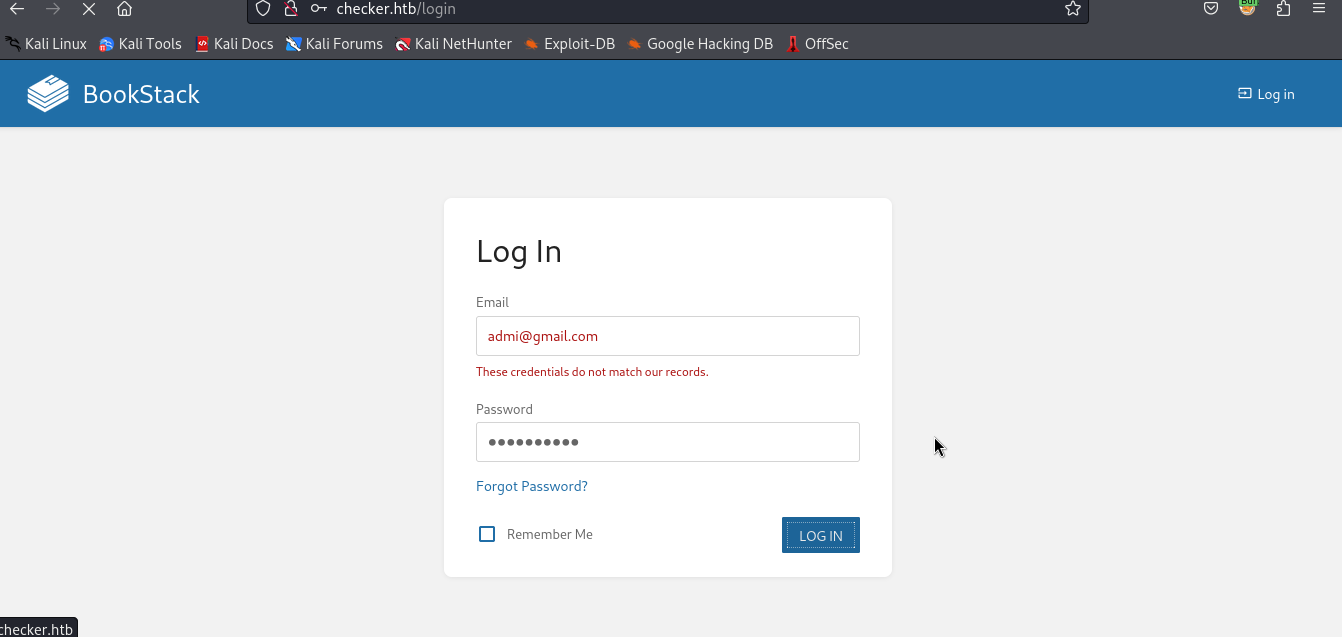 checker.htb/login
Kali Linux Kali Tools Kali Docs Kali Forums Kali NetHunter Exploit-DB Google Hacking DB OffSec
BookStack Log in
Log In
Email
admi@gmail.com
These credentials do not match our records.
Password
Forgot Password?
Remember Me LOG IN
checker.htb